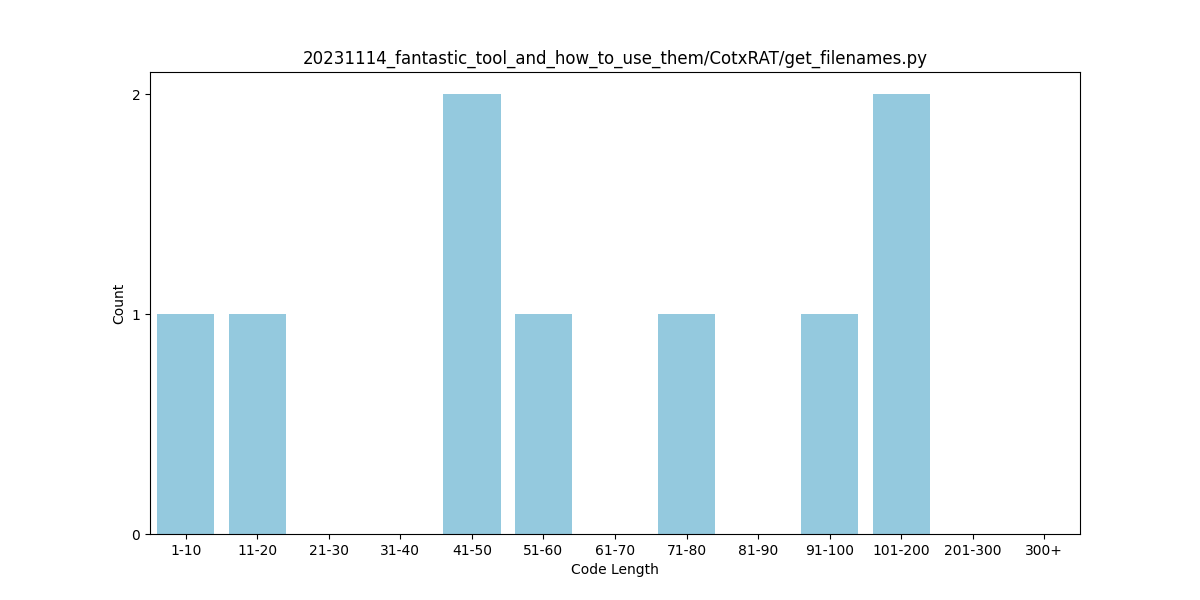 20231114_fantastic_tool_and_how_to_use_them/CotxRAT/get_filenames.py
Count
2
1
0
1-10 11-20 21-30 31-40 41-50 51-60 61-70 71-80 81-90 91-100 101-200 201-300 300+
Code Length